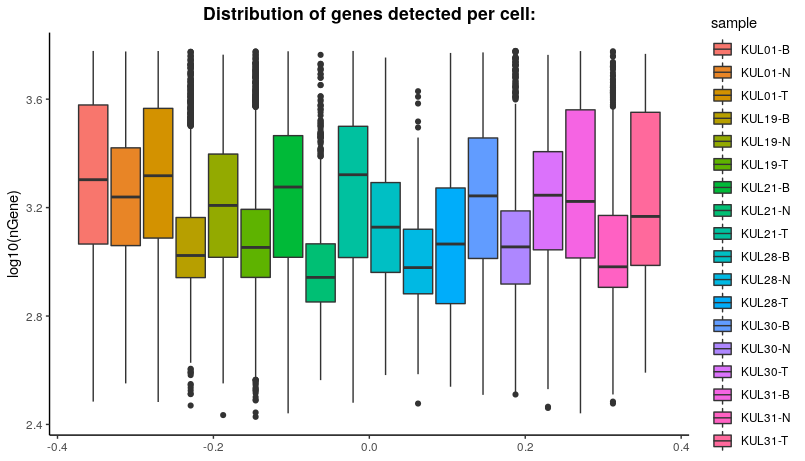 Distribution of genes detected per cell:
log10(nGene)
3.6
3.2
2.8
2.4
-0.4
-0.2
0.0
0.2
0.4
sample
KUL01-B
KUL01-N
KUL01-T
KUL19-B
KUL19-N
KUL19-T
KUL21-B
KUL21-N
KUL21-T
KUL28-B
KUL28-N
KUL28-T
KUL30-B
KUL30-N
KUL30-T
KUL31-B
KUL31-N
KUL31-T